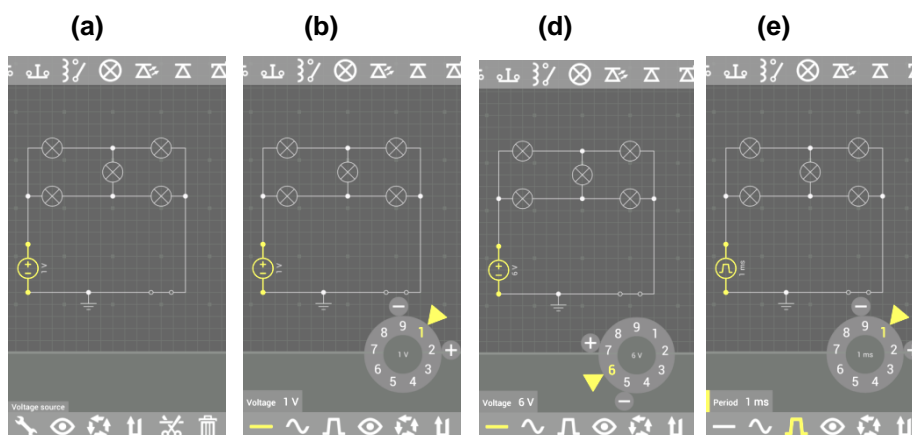 (a)
(b)
(d)
(e)
1 V
Voltage source
1 V
9 1 2 3 4 5 6 7 8
1 V
Voltage 1 V
6 V
9 1 2 3 4 5 6 7 8
6 V
Voltage 6 V
1 ms
9 1 2 3 4 5 6 7 8
1 ms
Period 1 ms